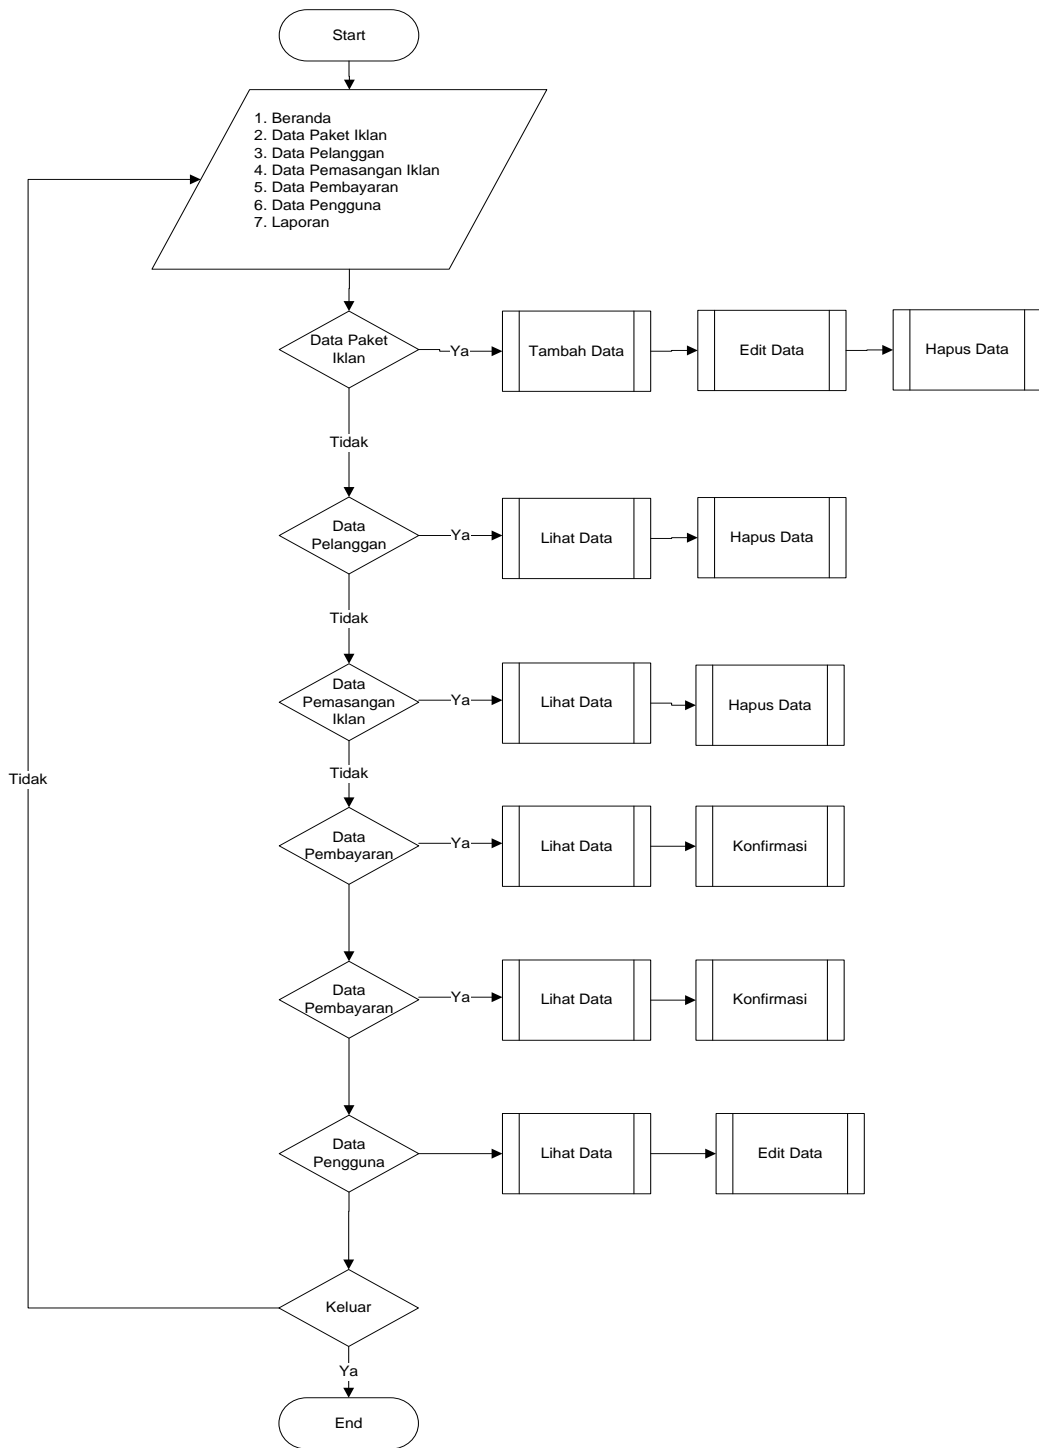 Start
1. Beranda
2. Data Paket Iklan
3. Data Pelanggan
4. Data Pemasangan Iklan
5. Data Pembayaran
6. Data Pengguna
7. Laporan
Data Paket
Iklan
Ya
Tambah Data
Edit Data
Hapus Data
Tidak
Data
Pelanggan
Ya
Lihat Data
Hapus Data
Tidak
Data
Pemasangan
Iklan
Ya
Lihat Data
Hapus Data
Tidak
Tidak
Data
Pembayaran
Ya
Lihat Data
Konfirmasi
Data
Pembayaran
Ya
Lihat Data
Konfirmasi
Data
Pengguna
Lihat Data
Edit Data
Keluar
Ya
End